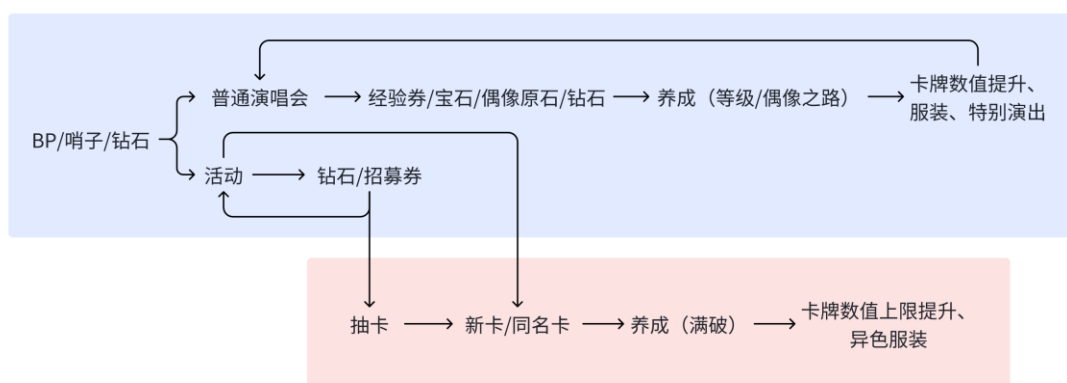 BP/哨子/钻石
普通演唱会
经验券/宝石/偶像原石/钻石
养成（等级/偶像之路）
卡牌数值提升、
服装、特别演出
活动
钻石/招募券
抽卡
新卡/同名卡
养成（满破）
卡牌数值上限提升、
异色服装